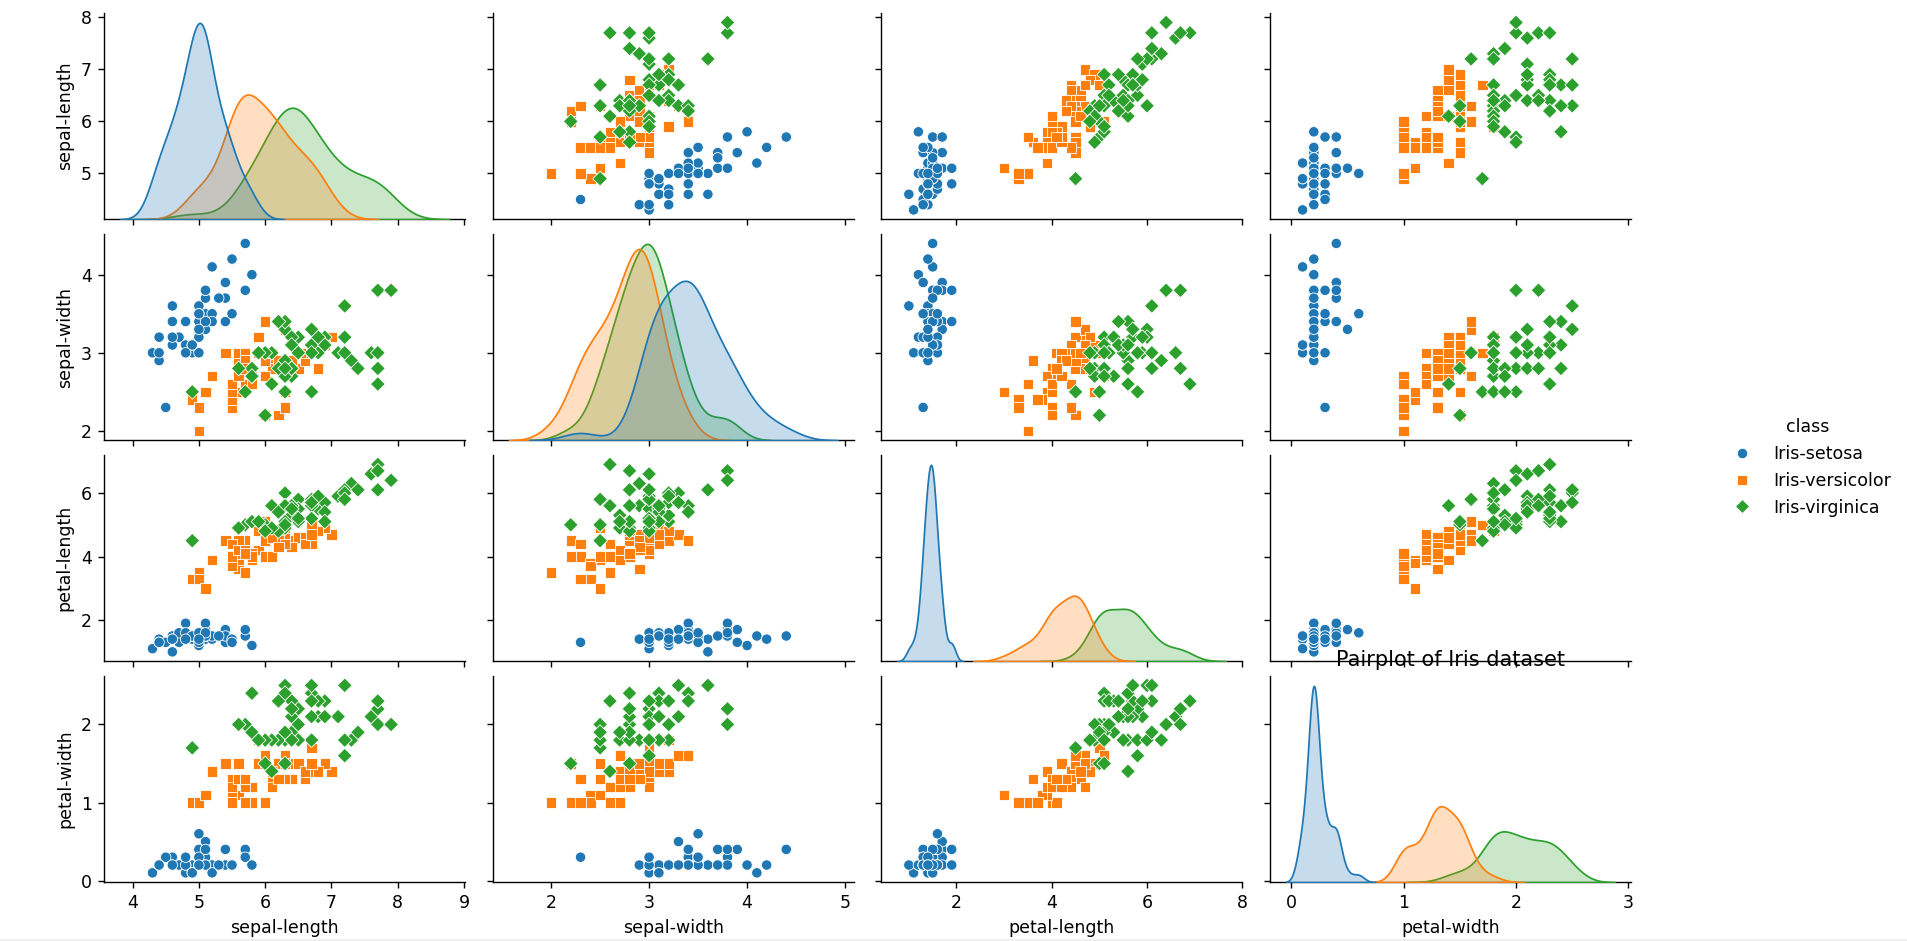 8
7
6
5
sepal-length
4
3
2
sepal-width
class
Iris-setosa
Iris-versicolor
Iris-virginica
6
4
2
petal-length
Pairplot of Iris dataset
2
1
0
petal-width
4 5 6 7 8 9
2 3 4 5
2 4 6 8
0 1 2 3
sepal-length
sepal-width
petal-length
petal-width